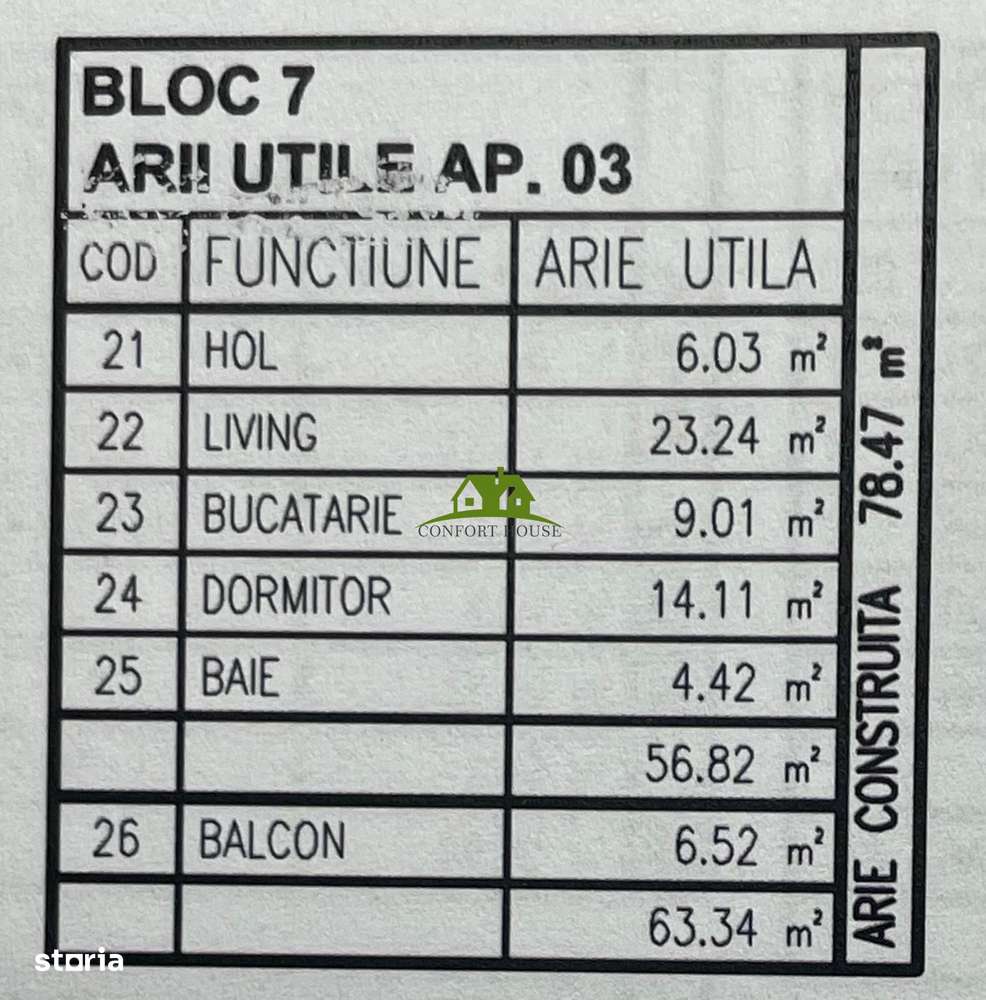 BLOC 7
ARII UTILE AP. 03
COD FUNCTIUNE ARIE UTILA
21 HOL 6.03 m²
22 LIVING 23.24 m²
23 BUCATARIE 9.01 m²
24 DORMITOR 14.11 m²
25 BAIE 4.42 m²
56.82 m²
26 BALCON 6.52 m²
63.34 m²
ARIE CONSTRUITA 78.47 m²
CONFORT HOUSE
storia